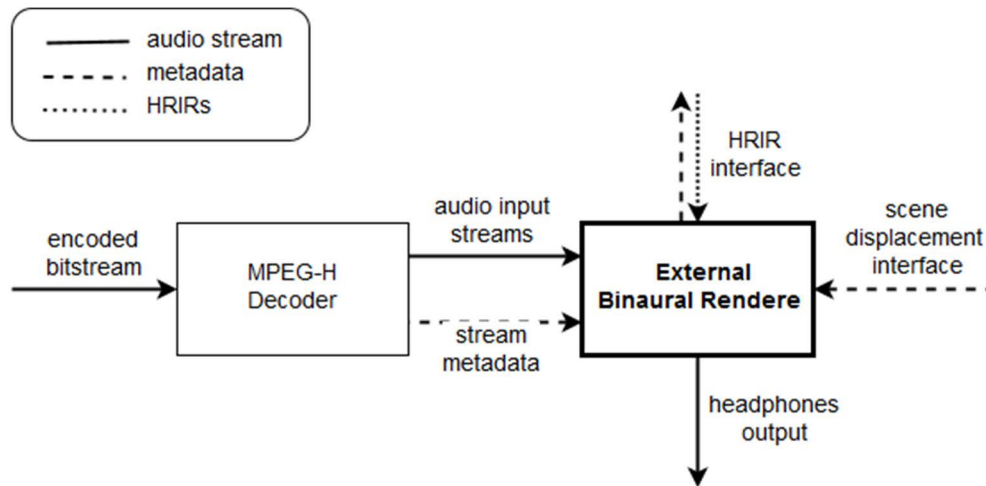 audio stream
metadata
HRIRs
HRIR
interface
encoded
bitstream
MPEG-H
Decoder
audio input
streams
stream
metadata
External
Binaural Rendere
scene
displacement
interface
headphones
output